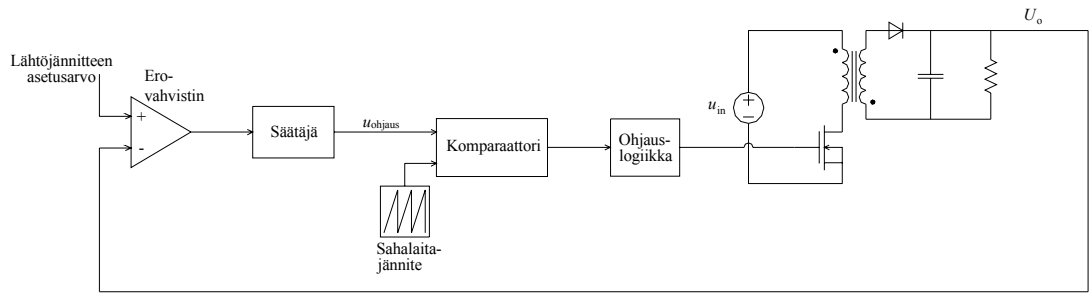 Lähtöjännitteen
asetusarvo
Ero-
vahvistin
+
-
Säätäjä
uohjaus
Komparaattori
Sahalaita-
jännite
Ohjaus-
logiikka
uin
+
−
Uo